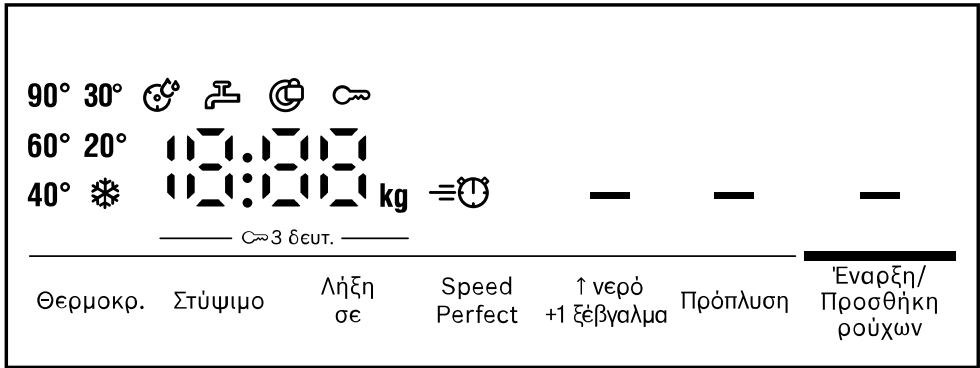 90° 30°
60° 20°
18:88
40° kg
3 δευτ.
Θερμοκρ.
Στύψιμο
Λήξη
σε
Speed
Perfect
↑ νερό
+1 ξέβγαλμα
Πρόπλυση
Έναρξη/
Προσθήκη
ρούχων